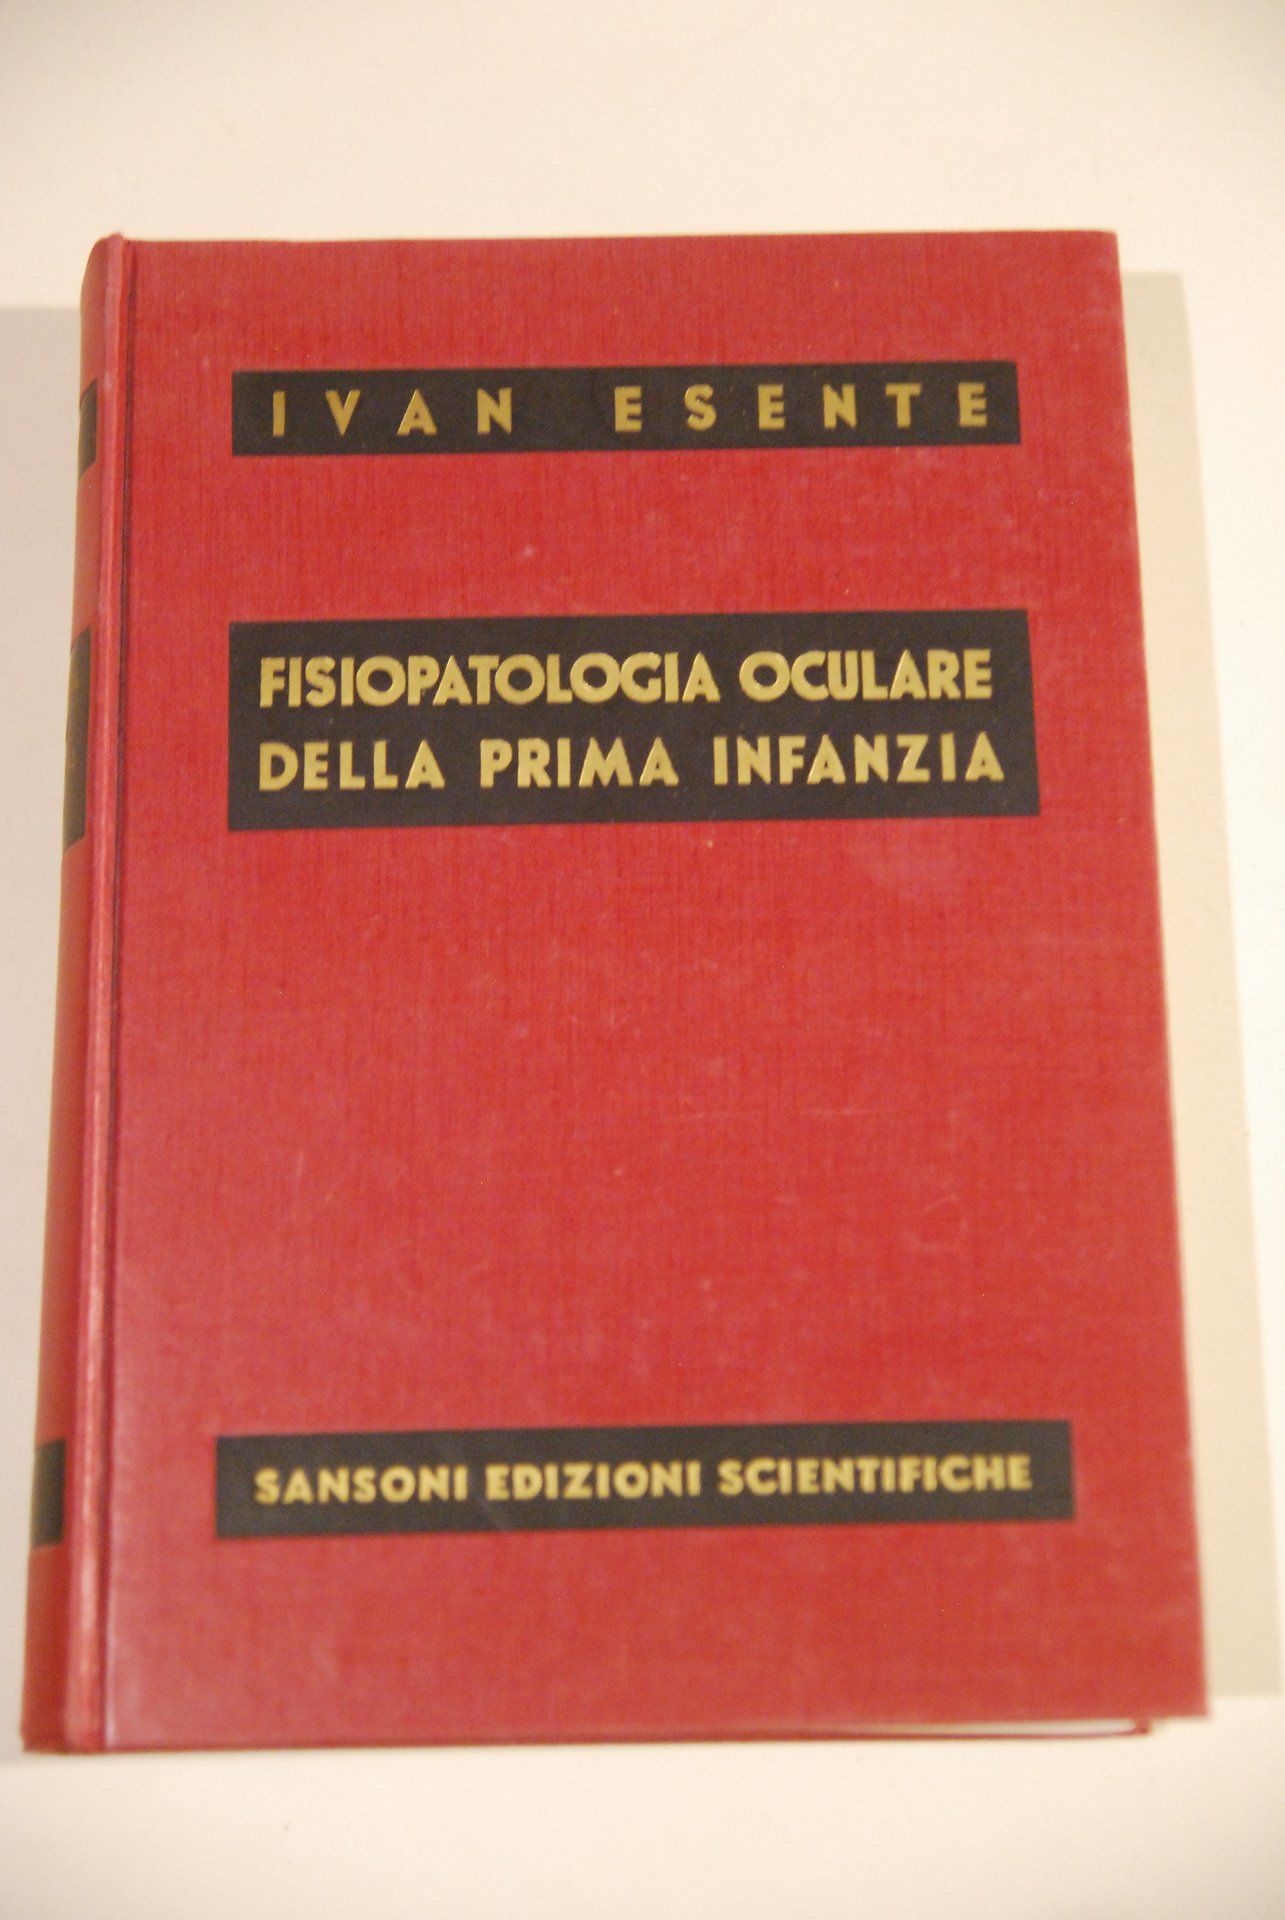 IVAN ESENTE
FISIOPATOLOGIA OCULARE
DELLA PRIMA INFANZIA
SANSONI EDIZIONI SCIENTIFICHE